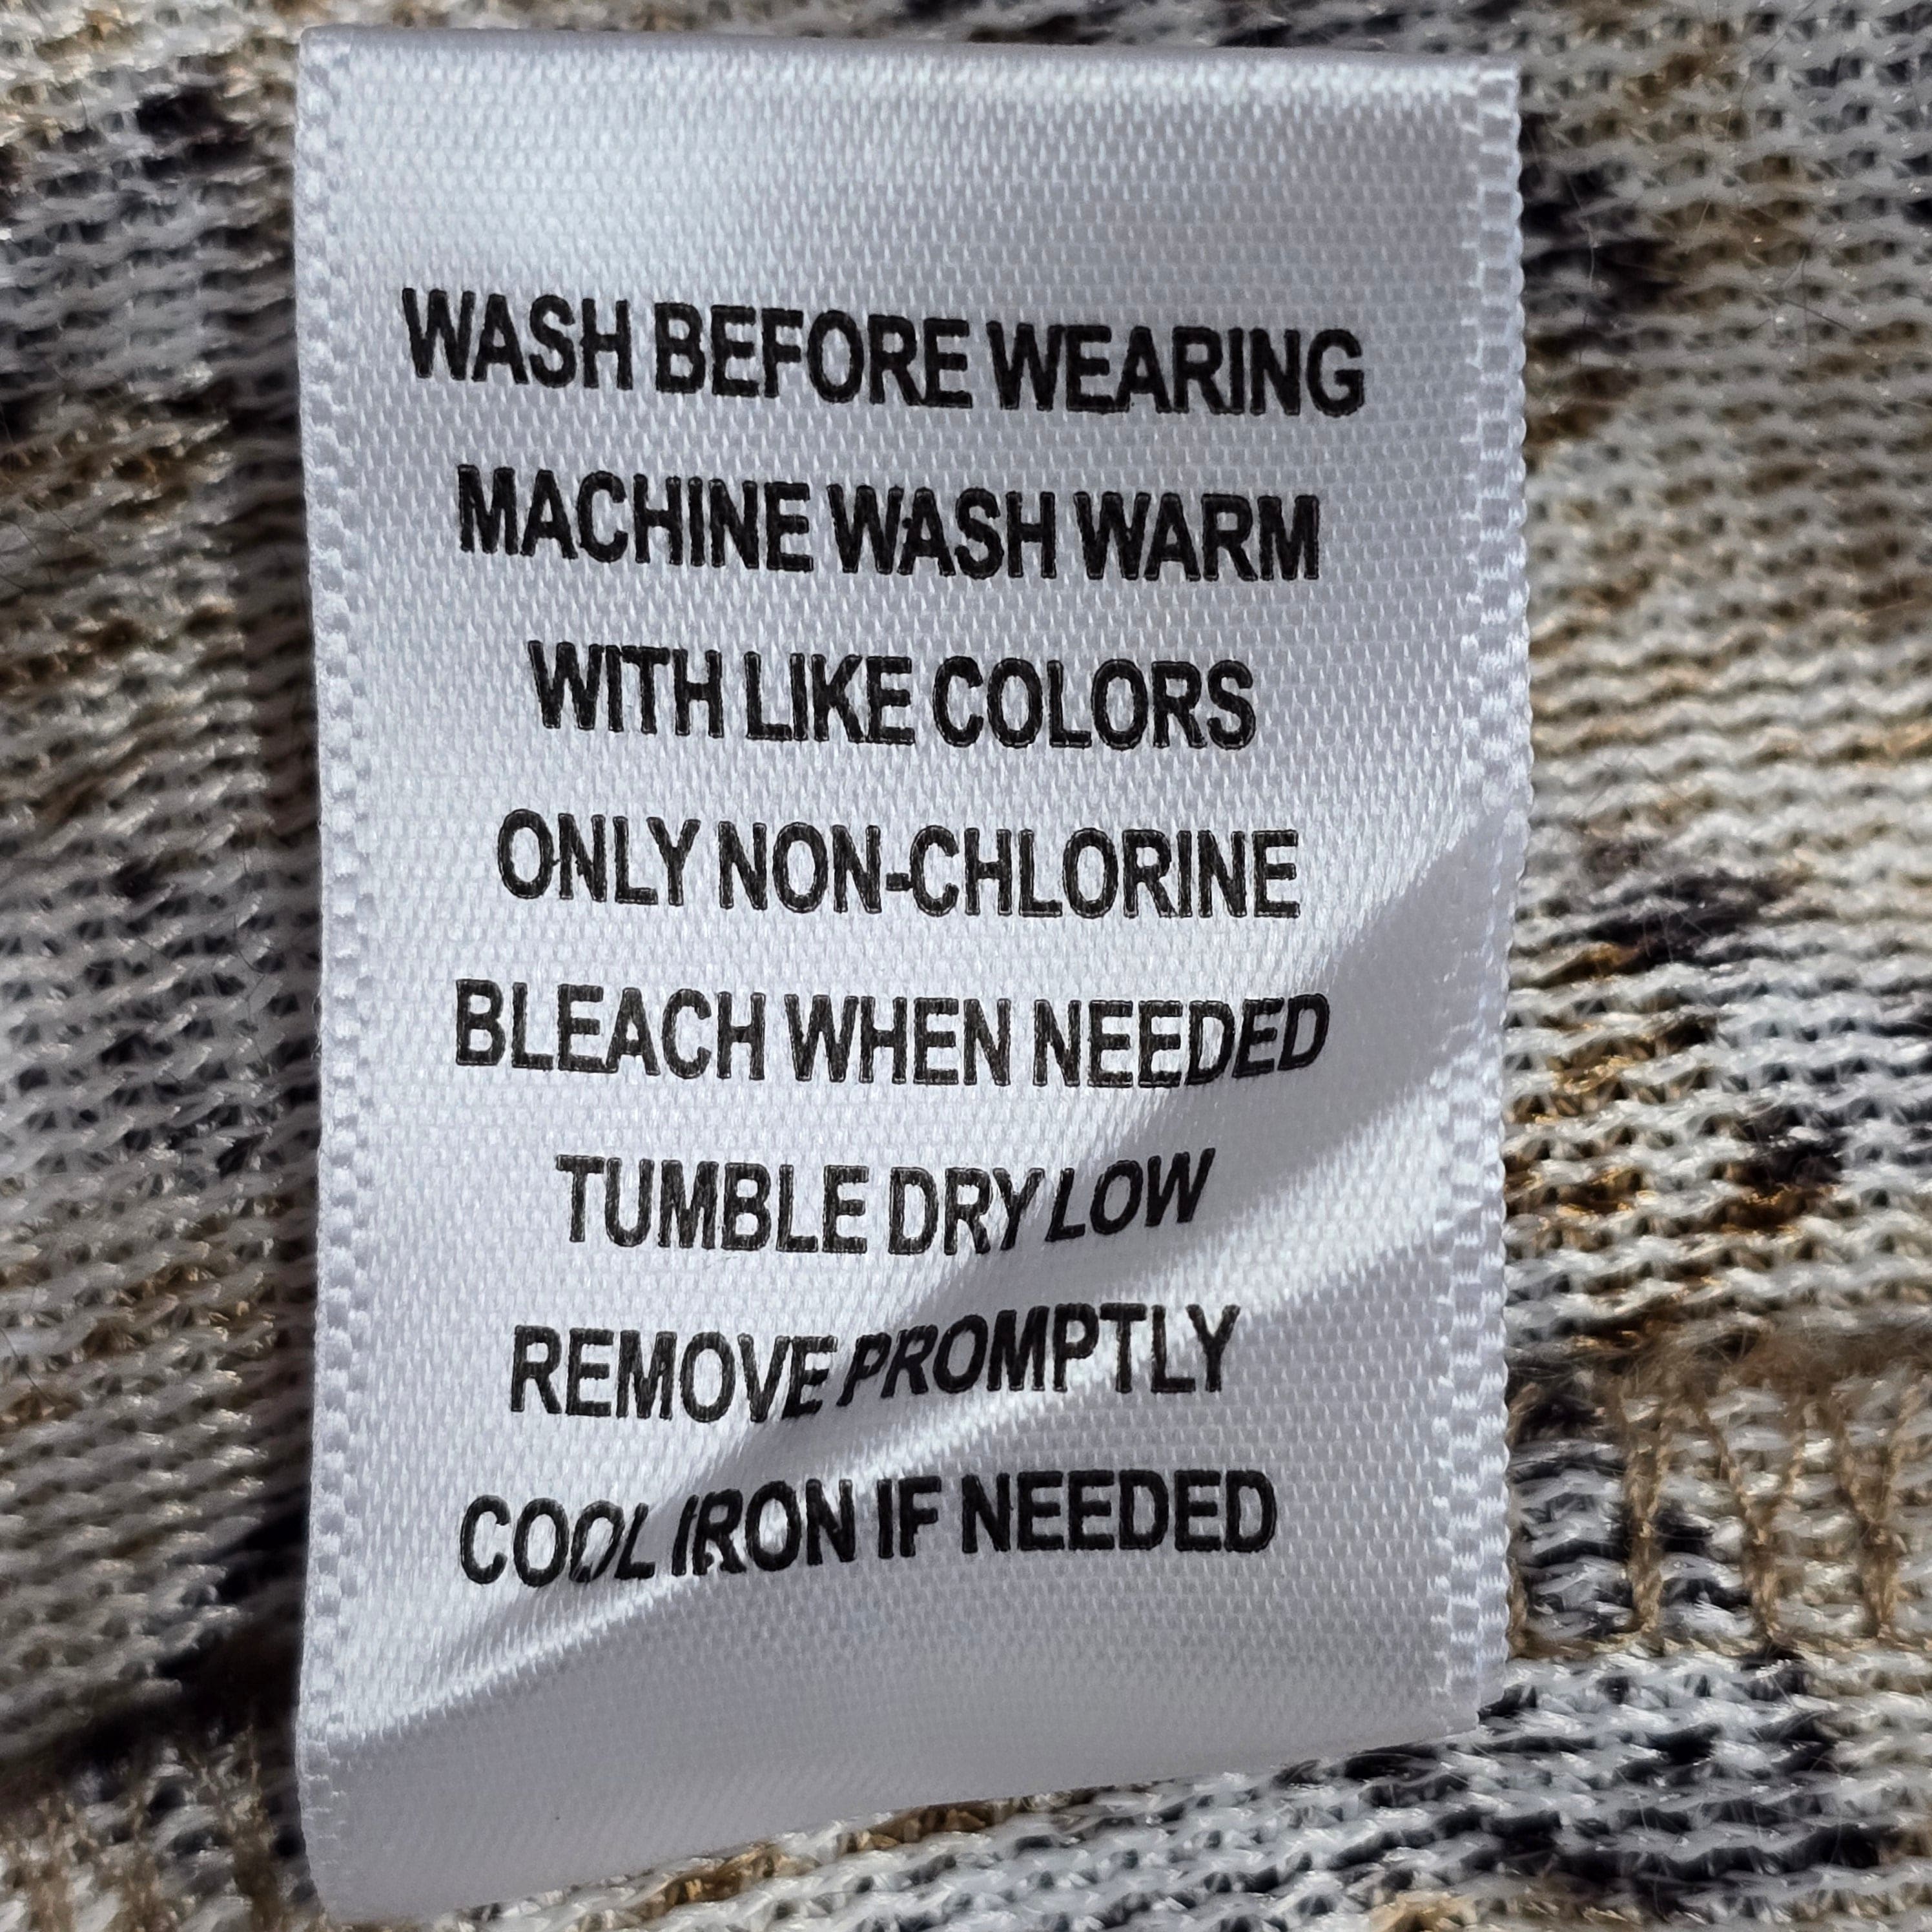 WASH BEFORE WEARING
MACHINE WASH WARM
WITH LIKE COLORS
ONLY NON-CHLORINE
BLEACH WHEN NEEDED
TUMBLE DRY LOW
REMOVE PROMPTLY
COOL IRON IF NEEDED